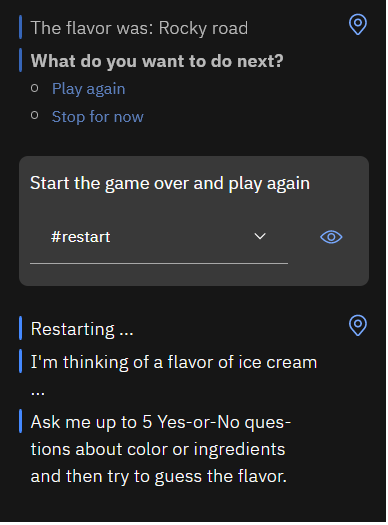 The flavor was: Rocky road
What do you want to do next?
Play again
Stop for now
Start the game over and play again
#restart
Restarting ...
I'm thinking of a flavor of ice cream
...
Ask me up to 5 Yes-or-No ques-
tions about color or ingredients
and then try to guess the flavor.